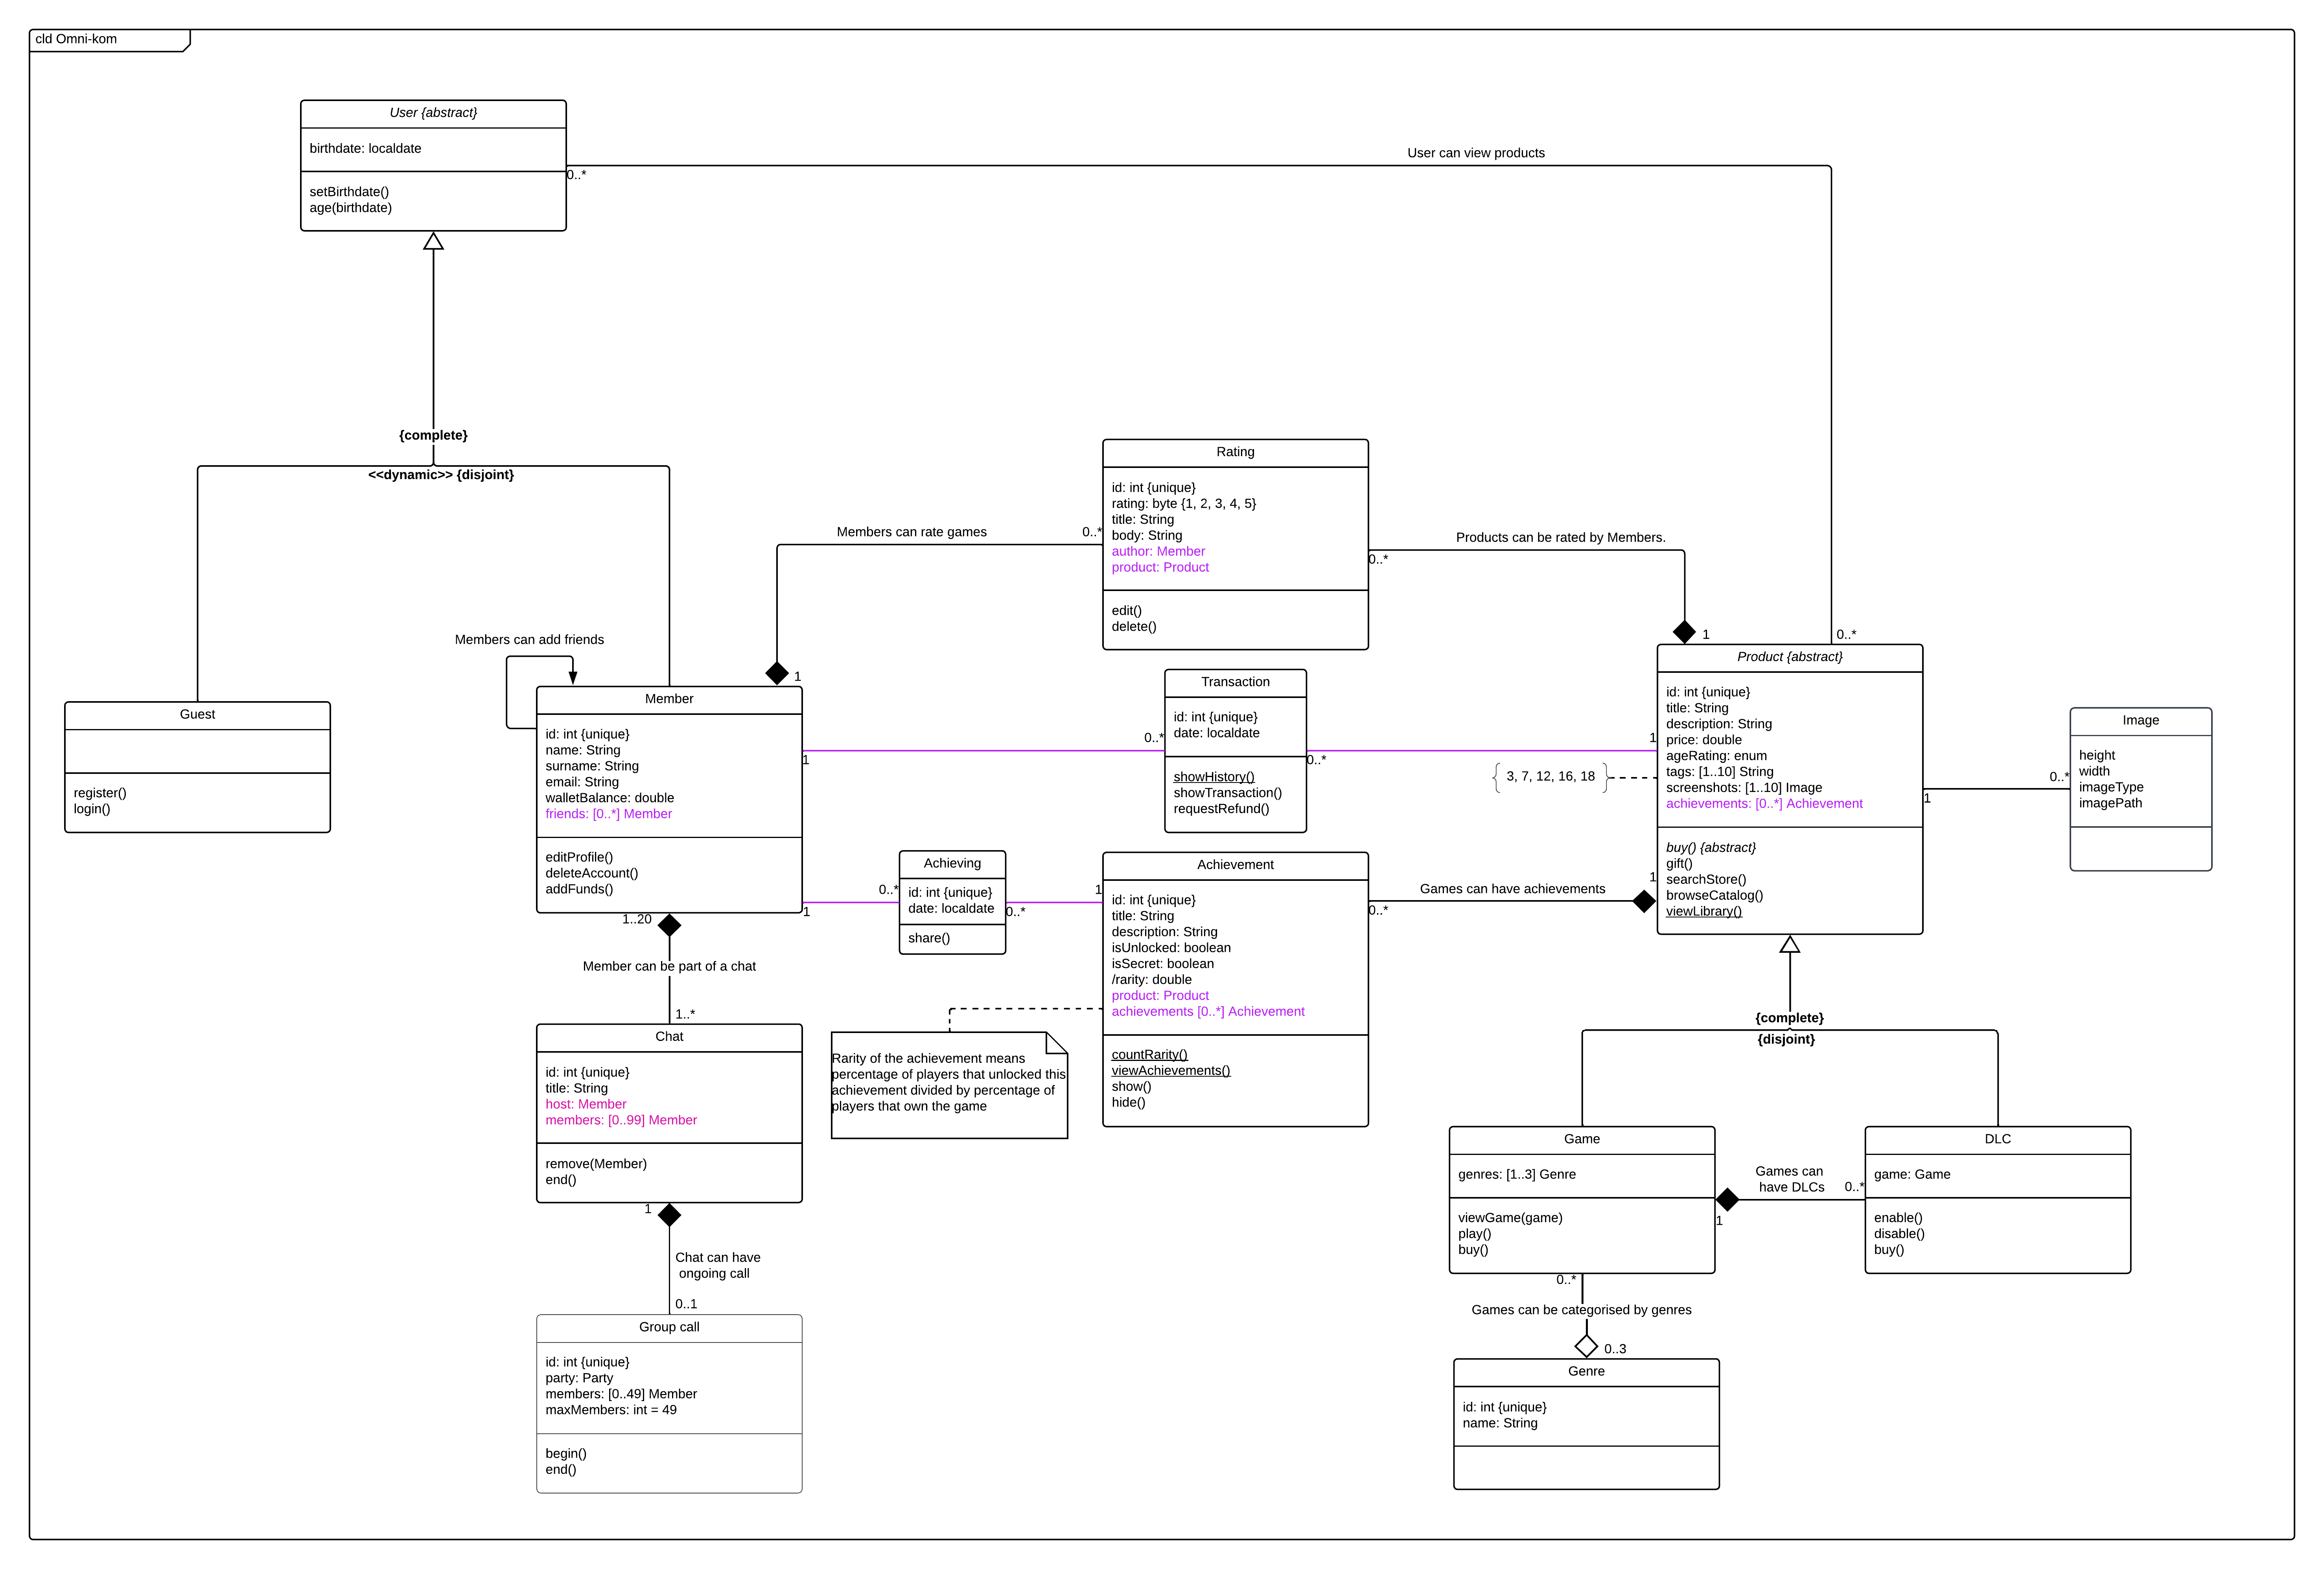 cld Omni-kom
User {abstract}
birthdate: localdate
setBirthdate()
age(birthdate)
0..*
User can view products
0..*
{complete}
<<dynamic>> {disjoint}
Guest
register()
login()
Members can add friends
Member
id: int {unique}
name: String
surname: String
email: String
walletBalance: double
friends: [0..*] Member
editProfile()
deleteAccount()
addFunds()
Members can rate games
0..*
1
Rating
id: int {unique}
rating: byte {1, 2, 3, 4, 5}
title: String
body: String
author: Member
product: Product
edit()
delete()
Products can be rated by Members.
0..*
1
1
0..*
Transaction
id: int {unique}
date: localdate
showHistory()
showTransaction()
requestRefund()
0..*
1
3, 7, 12, 16, 18
Product {abstract}
id: int {unique}
title: String
description: String
price: double
ageRating: enum
tags: [1..10] String
screenshots: [1..10] Image
achievements: [0..*] Achievement
buy() {abstract}
gift()
searchStore()
browseCatalog()
viewLibrary()
1
0..*
Image
height
width
imageType
imagePath
1
0..*
Achieving
id: int {unique}
date: localdate
share()
0..*
1
Achievement
id: int {unique}
title: String
description: String
isUnlocked: boolean
isSecret: boolean
/rarity: double
product: Product
achievements [0..*] Achievement
countRarity()
viewAchievements()
show()
hide()
Games can have achievements
0..*
1
Rarity of the achievement means
percentage of players that unlocked this
achievement divided by percentage of
players that own the game
1..20
Member can be part of a chat
1..*
Chat
id: int {unique}
title: String
host: Member
members: [0..99] Member
remove(Member)
end()
1
Chat can have
ongoing call
0..1
Group call
id: int {unique}
party: Party
members: [0..49] Member
maxMembers: int = 49
begin()
end()
{complete}
{disjoint}
Game
genres: [1..3] Genre
viewGame(game)
play()
buy()
Games can
have DLCs
0..*
1
DLC
game: Game
enable()
disable()
buy()
0..*
Games can be categorised by genres
0..3
Genre
id: int {unique}
name: String